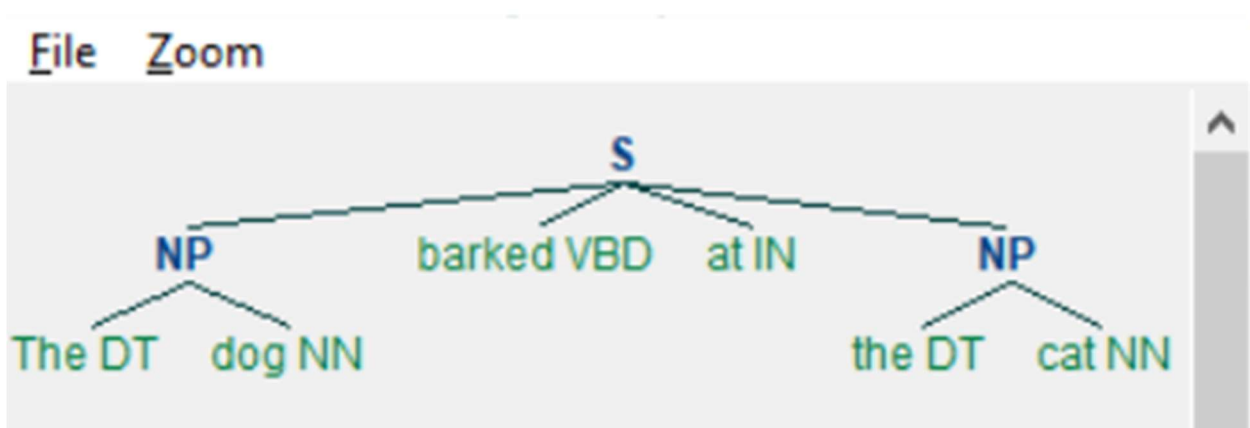 File Zoom
S
NP barked VBD at IN NP
The DT dog NN the DT cat NN